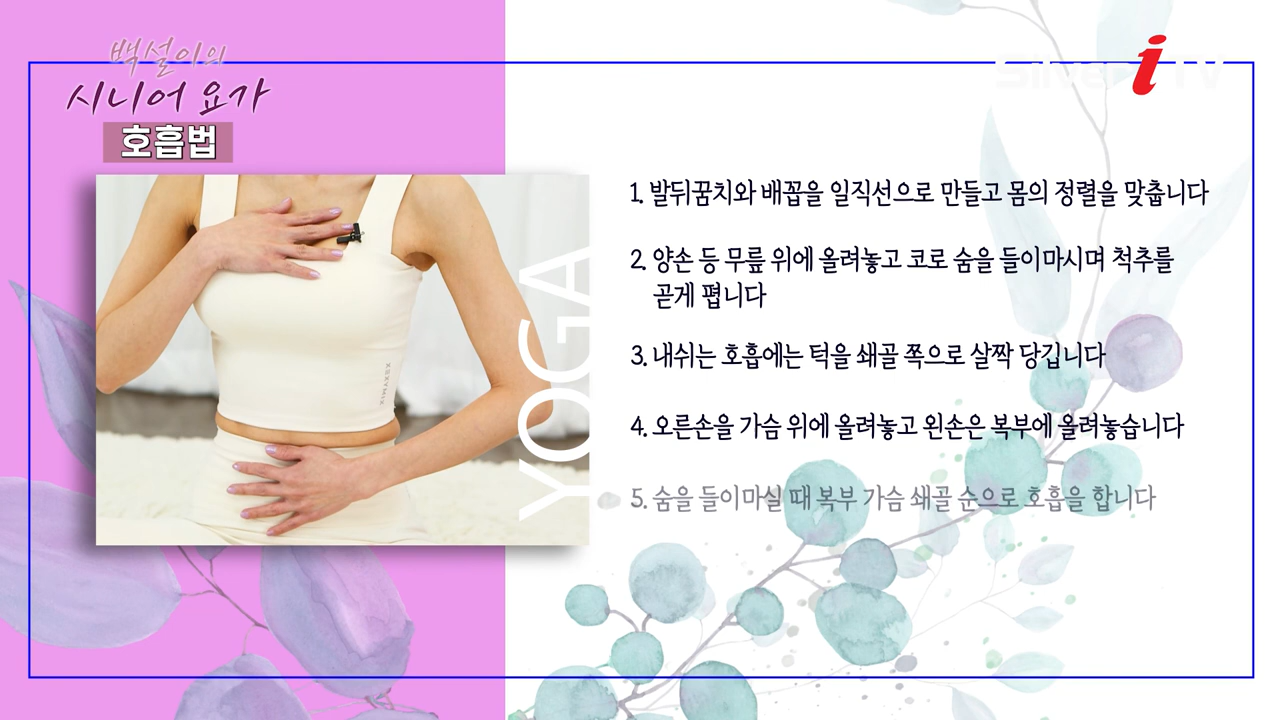 백설이의
시니어 요가
호흡법
Silver i TV
YOGA
XEXYMIX
1. 발뒤꿈치와 배꼽을 일직선으로 만들고 몸의 정렬을 맞춥니다
2. 양손 등 무릎 위에 올려놓고 코로 숨을 들이마시며 척추를
곧게 폅니다
3. 내쉬는 호흡에는 턱을 쇄골 쪽으로 살짝 당깁니다
4. 오른손을 가슴 위에 올려놓고 왼손은 복부에 올려놓습니다
5. 숨을 들이마실 때 복부 가슴 쇄골 순으로 호흡을 합니다